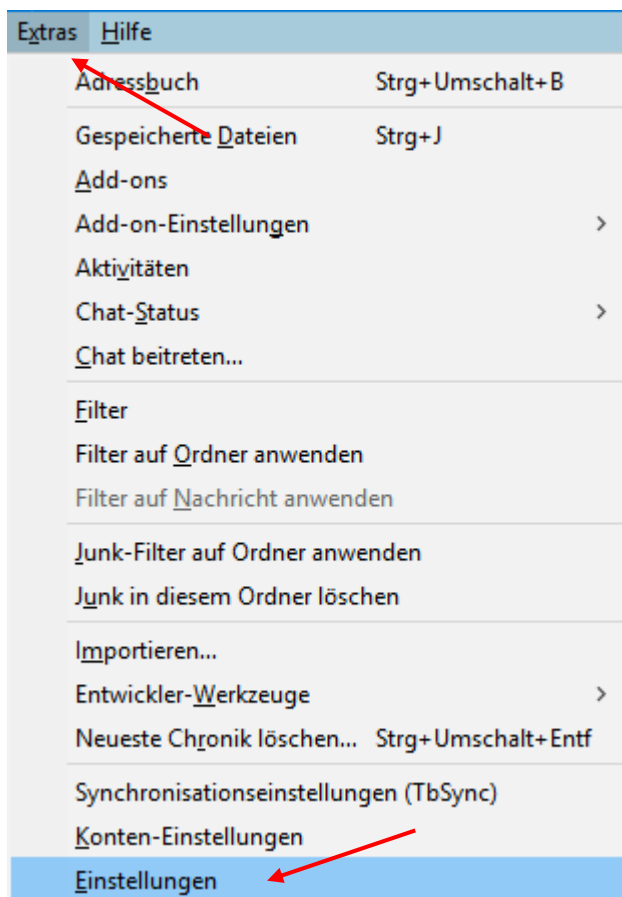 Extras Hilfe
Adressbuch Strg+Umschalt+B
Gespeicherte Dateien Strg+J
Add-ons
Add-on-Einstellungen
Aktivitäten
Chat-Status
Chat beitreten...
Filter
Filter auf Ordner anwenden
Filter auf Nachricht anwenden
Junk-Filter auf Ordner anwenden
Junk in diesem Ordner löschen
Importieren...
Entwickler-Werkzeuge
Neueste Chronik löschen... Strg+Umschalt+Entf
Synchronisationseinstellungen (TbSync)
Konten-Einstellungen
Einstellungen